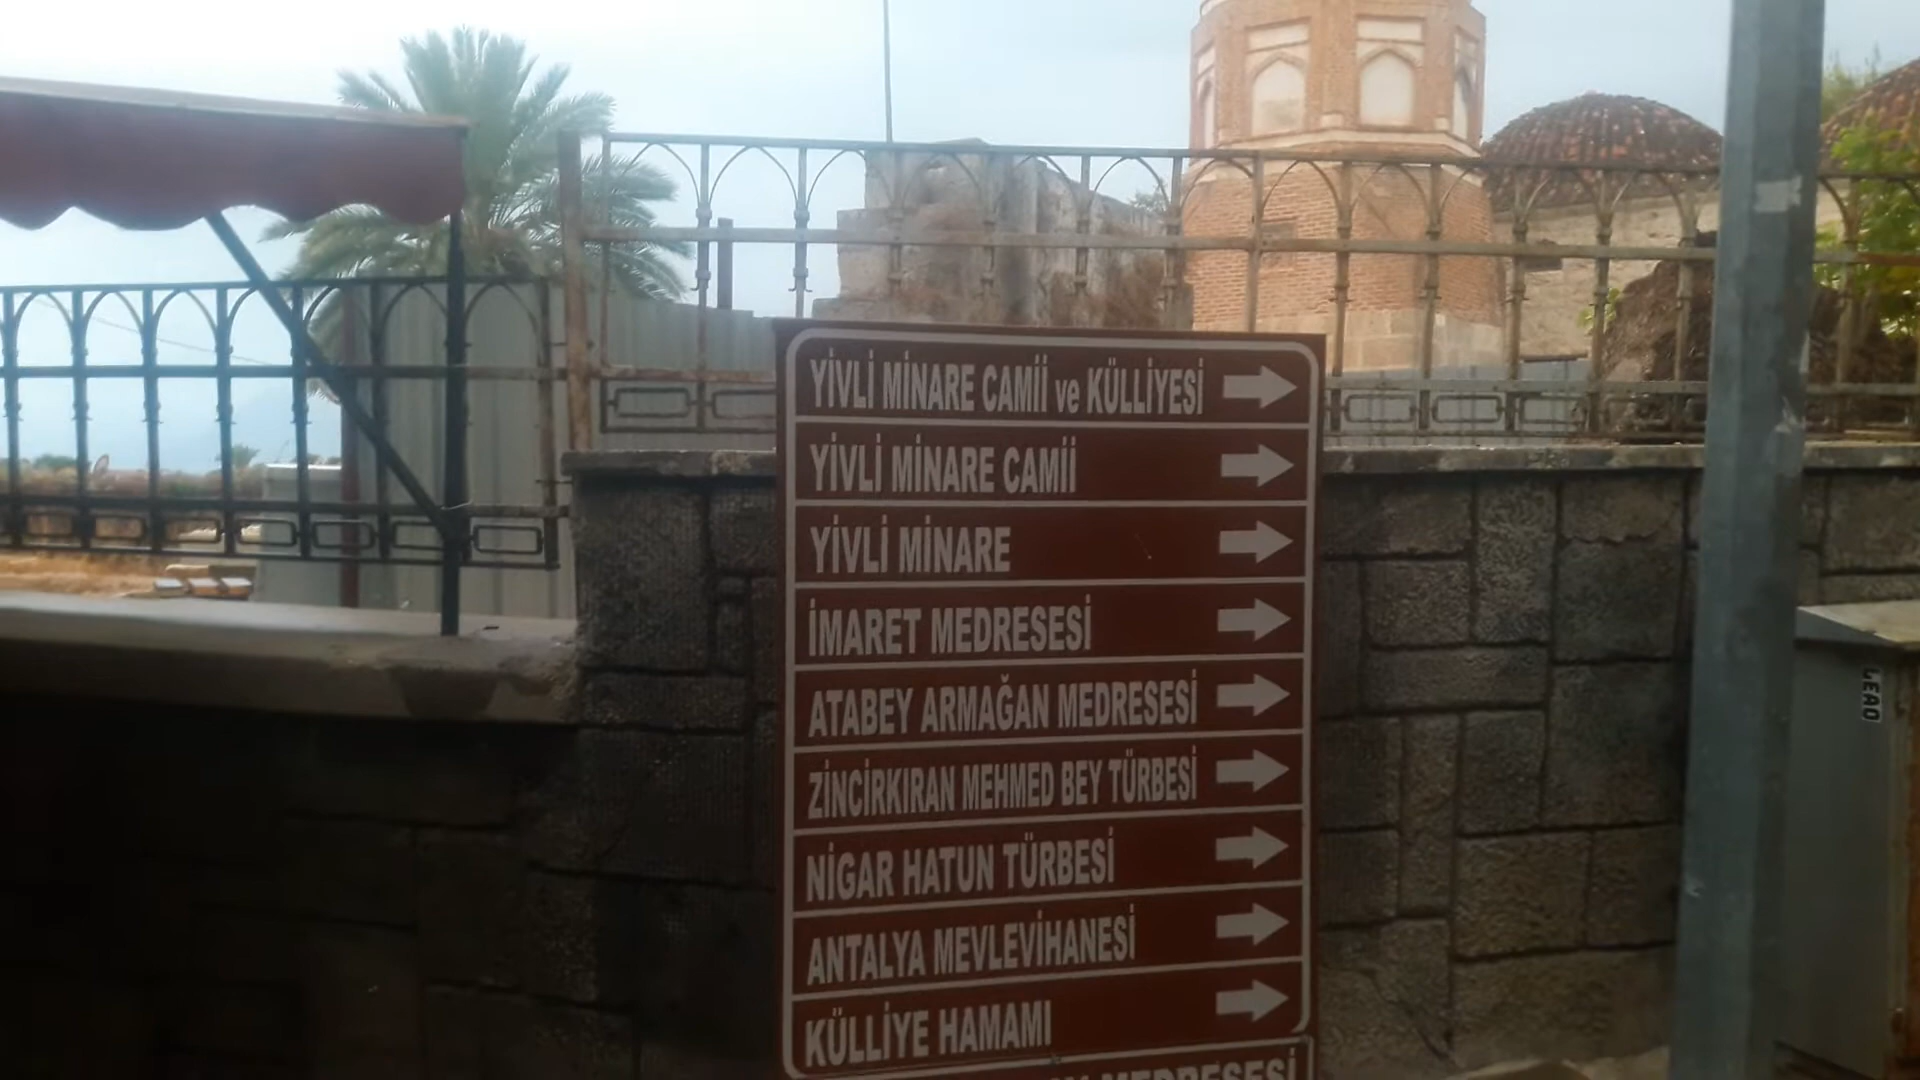 YİVLİ MİNARE CAMİİ ve KÜLLİYESİ
YİVLİ MİNARE CAMİİ
YİVLİ MİNARE
İMARET MEDRESESİ
ATABEY ARMAĞAN MEDRESESİ
ZİNCİRKIRAN MEHMED BEY TÜRBESİ
NİGAR HATUN TÜRBESİ
ANTALYA MEVLEVİHANESİ
KÜLLİYE HAMAMI
MEDRESESİ
LEAO